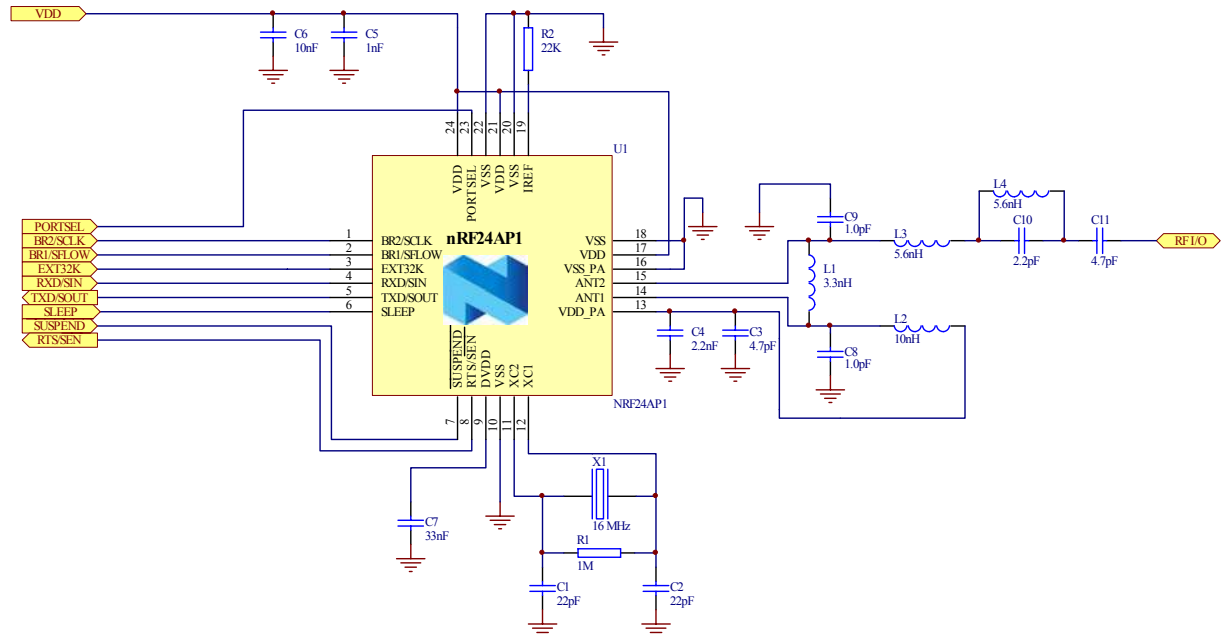 VDD
C6
10nF
C5
1nF
R2
22K
24
23
22
21
20
19
VDD
PORTSEL
VSS
VDD
VSS
IREF
U1
nRF24AP1
PORTSEL
BR2/SCLK
BR1/SFLOW
EXT32K
RXD/SIN
TXD/SOUT
SLEEP
SUSPEND
RTS/SEN
1
2
3
4
5
6
BR2/SCLK
BR1/SFLOW
EXT32K
RXD/SIN
TXD/SOUT
SLEEP
VSS
VDD
VSS_PA
ANT2
ANT1
VDD_PA
18
17
16
15
14
13
SUSPEND
RTS/SEN
DVDD
VSS
XC2
XC1
7
8
9
10
11
12
NRF24AP1
C4
2.2nF
C3
4.7pF
C9
1.0pF
L1
3.3nH
C8
1.0pF
L3
5.6nH
L2
10nH
L4
5.6nH
C10
2.2pF
C11
4.7pF
RF I/O
C7
33nF
X1
16 MHz
R1
1M
C1
22pF
C2
22pF